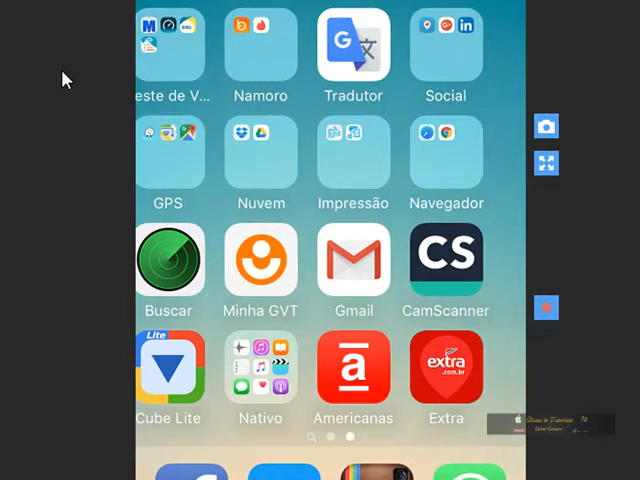 este de V...
Namoro
Tradutor
Social
GPS
Nuvem
Impressão
Navegador
CS
Buscar
Minha GVT
Gmail
CamScanner
Lite
a
extra
.com.br
Cube Lite
Nativo
Americanas
Extra